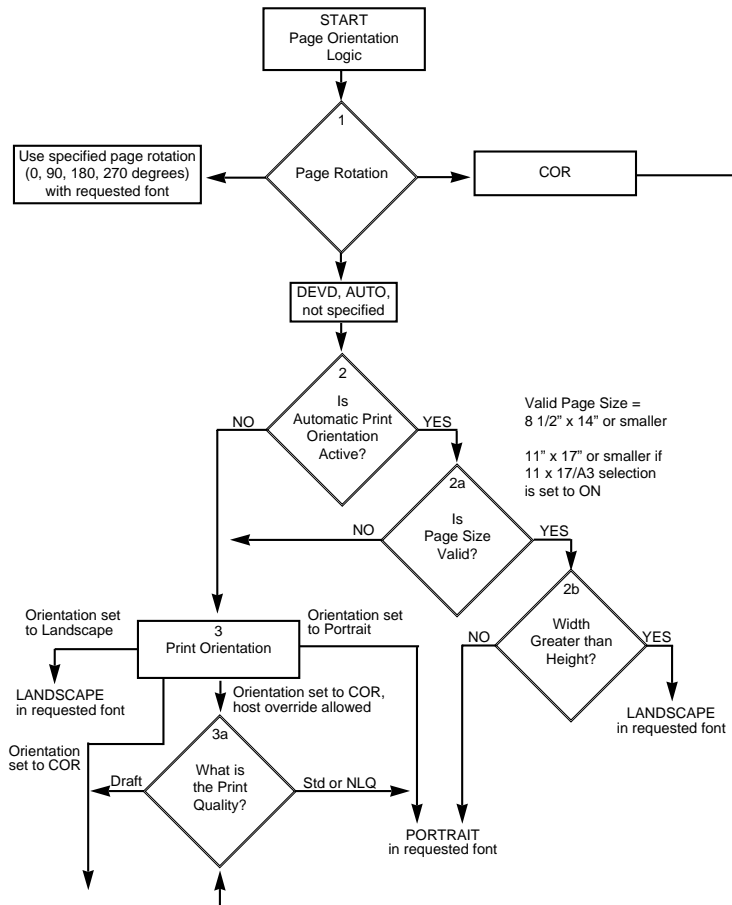 START
Page Orientation
Logic
1
Page Rotation
Use specified page rotation
(0, 90, 180, 270 degrees)
with requested font
COR
DEVD, AUTO,
not specified
2
Is
Automatic Print
Orientation
Active?
NO
YES
Valid Page Size =
8 1/2” x 14” or smaller
11” x 17” or smaller if
11 x 17/A3 selection
is set to ON
2a
Is
Page Size
Valid?
NO
YES
2b
Width
Greater than
Height?
NO
YES
Orientation set
to Landscape
3
Print Orientation
Orientation set
to Portrait
LANDSCAPE
in requested font
Orientation set to COR,
host override allowed
LANDSCAPE
in requested font
Orientation
set to COR
3a
What is
the Print
Quality?
Draft
Std or NLQ
PORTRAIT
in requested font